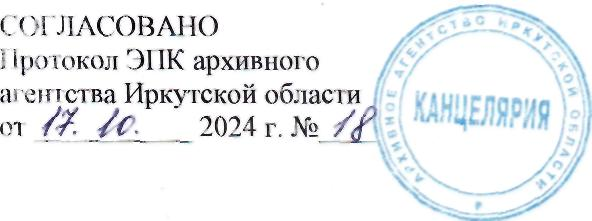 СОГЛАСОВАНО
Протокол ЭПК архивного
агентства Иркутской области
от 17. 10. 2024 г. № 18
АРХИВНОЕ АГЕНТСТВО ИРКУТСКОЙ ОБЛАСТИ
КАНЦЕЛЯРИЯ